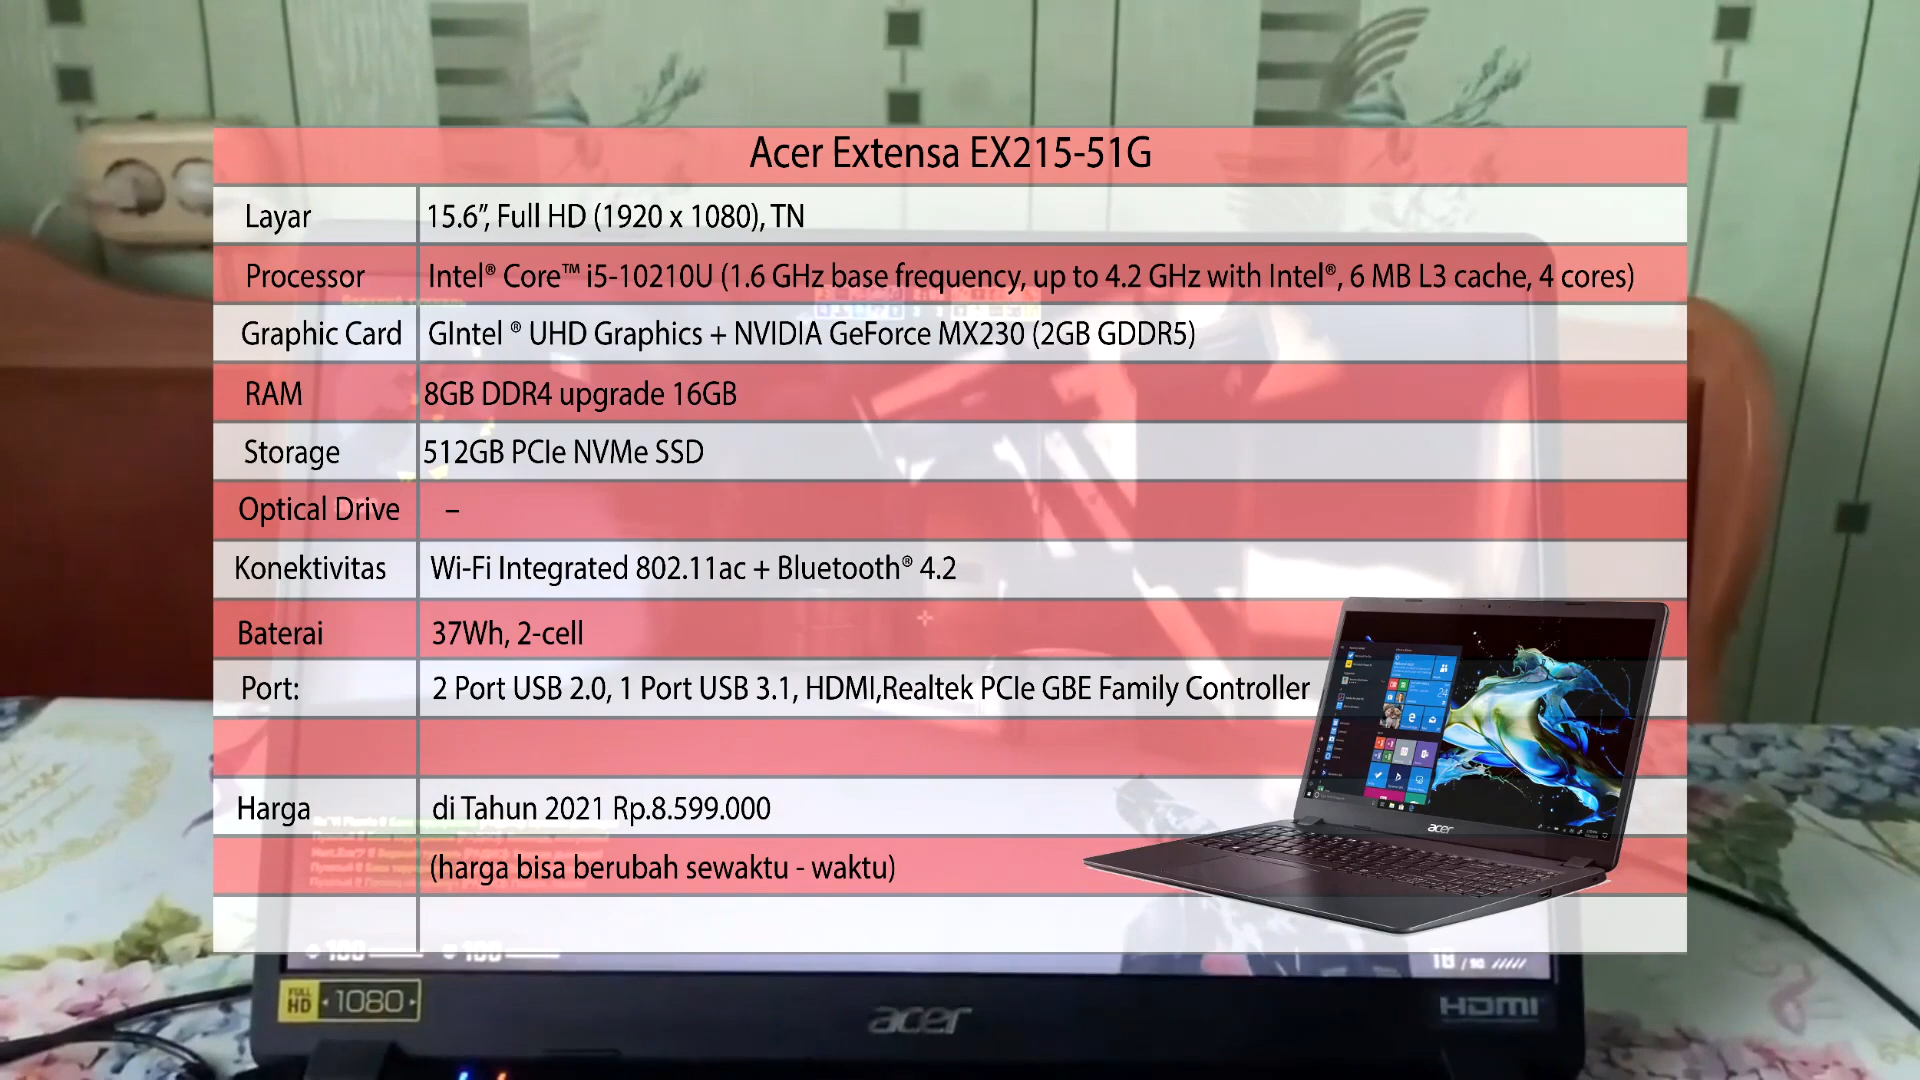 Acer Extensa EX215-51G
Layar 15.6”, Full HD (1920 x 1080), TN
Processor Intel® Core™ i5-10210U (1.6 GHz base frequency, up to 4.2 GHz with Intel®, 6 MB L3 cache, 4 cores)
Graphic Card GIntel ® UHD Graphics + NVIDIA GeForce MX230 (2GB GDDR5)
RAM 8GB DDR4 upgrade 16GB
Storage 512GB PCIe NVMe SSD
Optical Drive –
Konektivitas Wi-Fi Integrated 802.11ac + Bluetooth® 4.2
Baterai 37Wh, 2-cell
Port: 2 Port USB 2.0, 1 Port USB 3.1, HDMI,Realtek PCIe GBE Family Controller
Harga di Tahun 2021 Rp.8.599.000
(harga bisa berubah sewaktu - waktu)
acer
100 100
FULL HD 1080
acer
HDMI